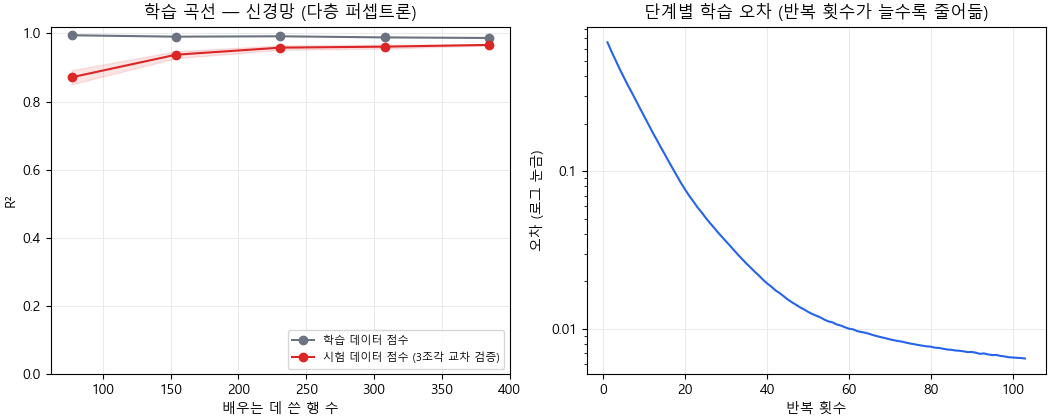 학습 곡선 — 신경망 (다층 퍼셉트론)
R²
1.0
0.8
0.6
0.4
0.2
0.0
100
150
200
250
300
350
400
배우는 데 쓴 행 수
학습 데이터 점수
시험 데이터 점수 (3조각 교차 검증)
단계별 학습 오차 (반복 횟수가 늘수록 줄어듦)
오차 (로그 눈금)
0.1
0.01
0
20
40
60
80
100
반복 횟수